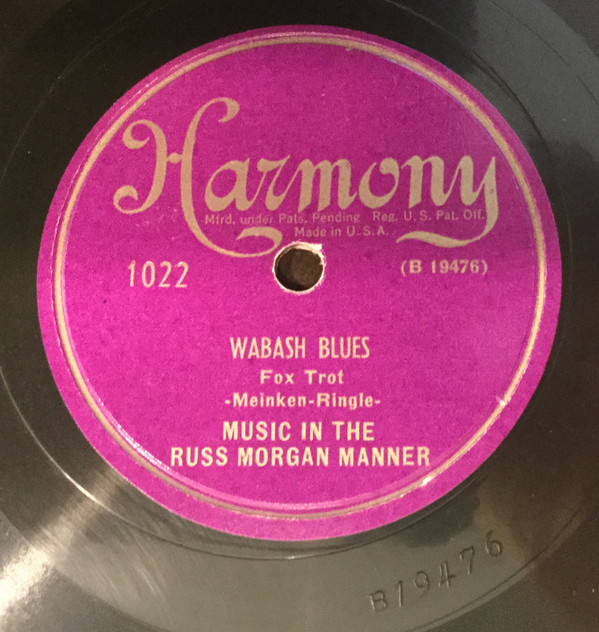 Harmony
Mfrd. under Pats. Pending Reg. U.S. Pat. Off.
Made in U.S.A.
1022
(B 19476)
WABASH BLUES
Fox Trot
-Meinken-Ringle-
MUSIC IN THE
RUSS MORGAN MANNER
B19476